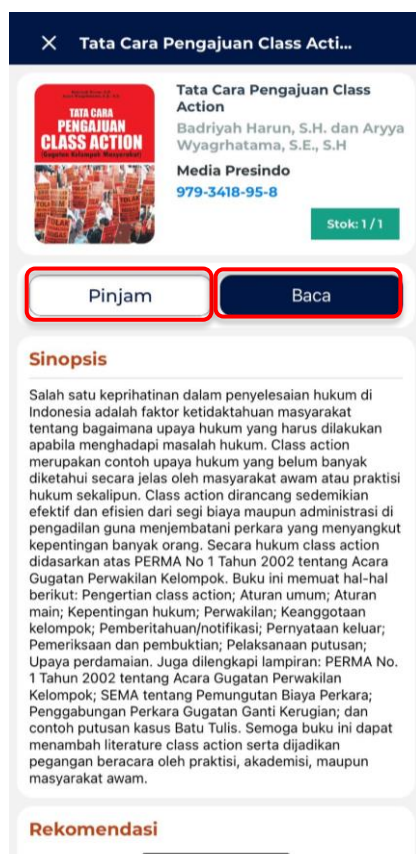 Tata Cara Pengajuan Class Acti...
TATA CARA
PENGAJUAN
CLASS ACTION
(Gugatan Kelompok Masyarakat)
Tata Cara Pengajuan Class
Action
Badriyah Harun, S.H. dan Aryya
Wyagrhatama, S.E., S.H
Media Presindo
979-3418-95-8
Stok: 1 / 1
Pinjam
Baca
Sinopsis
Salah satu keprihatinan dalam penyelesaian hukum di
Indonesia adalah faktor ketidaktahuan masyarakat
tentang bagaimana upaya hukum yang harus dilakukan
apabila menghadapi masalah hukum. Class action
merupakan contoh upaya hukum yang belum banyak
diketahui secara jelas oleh masyarakat awam atau praktisi
hukum sekalipun. Class action dirancang sedemikian
efektif dan efisien dari segi biaya maupun administrasi di
pengadilan guna menjembatani perkara yang menyangkut
kepentingan banyak orang. Secara hukum class action
didasarkan atas PERMA No 1 Tahun 2002 tentang Acara
Gugatan Perwakilan Kelompok. Buku ini memuat hal-hal
berikut: Pengertian class action; Aturan umum; Aturan
main; Kepentingan hukum; Perwakilan; Keanggotaan
kelompok; Pemberitahuan/notifikasi; Pernyataan keluar;
Pemeriksaan dan pembuktian; Pelaksanaan putusan;
Upaya perdamaian. Juga dilengkapi lampiran: PERMA No.
1 Tahun 2002 tentang Acara Gugatan Perwakilan
Kelompok; SEMA tentang Pemungutan Biaya Perkara;
Penggabungan Perkara Gugatan Ganti Kerugian; dan
contoh putusan kasus Batu Tulis. Semoga buku ini dapat
menambah literature class action serta dijadikan
pegangan beracara oleh praktisi, akademisi, maupun
masyarakat awam.
Rekomendasi